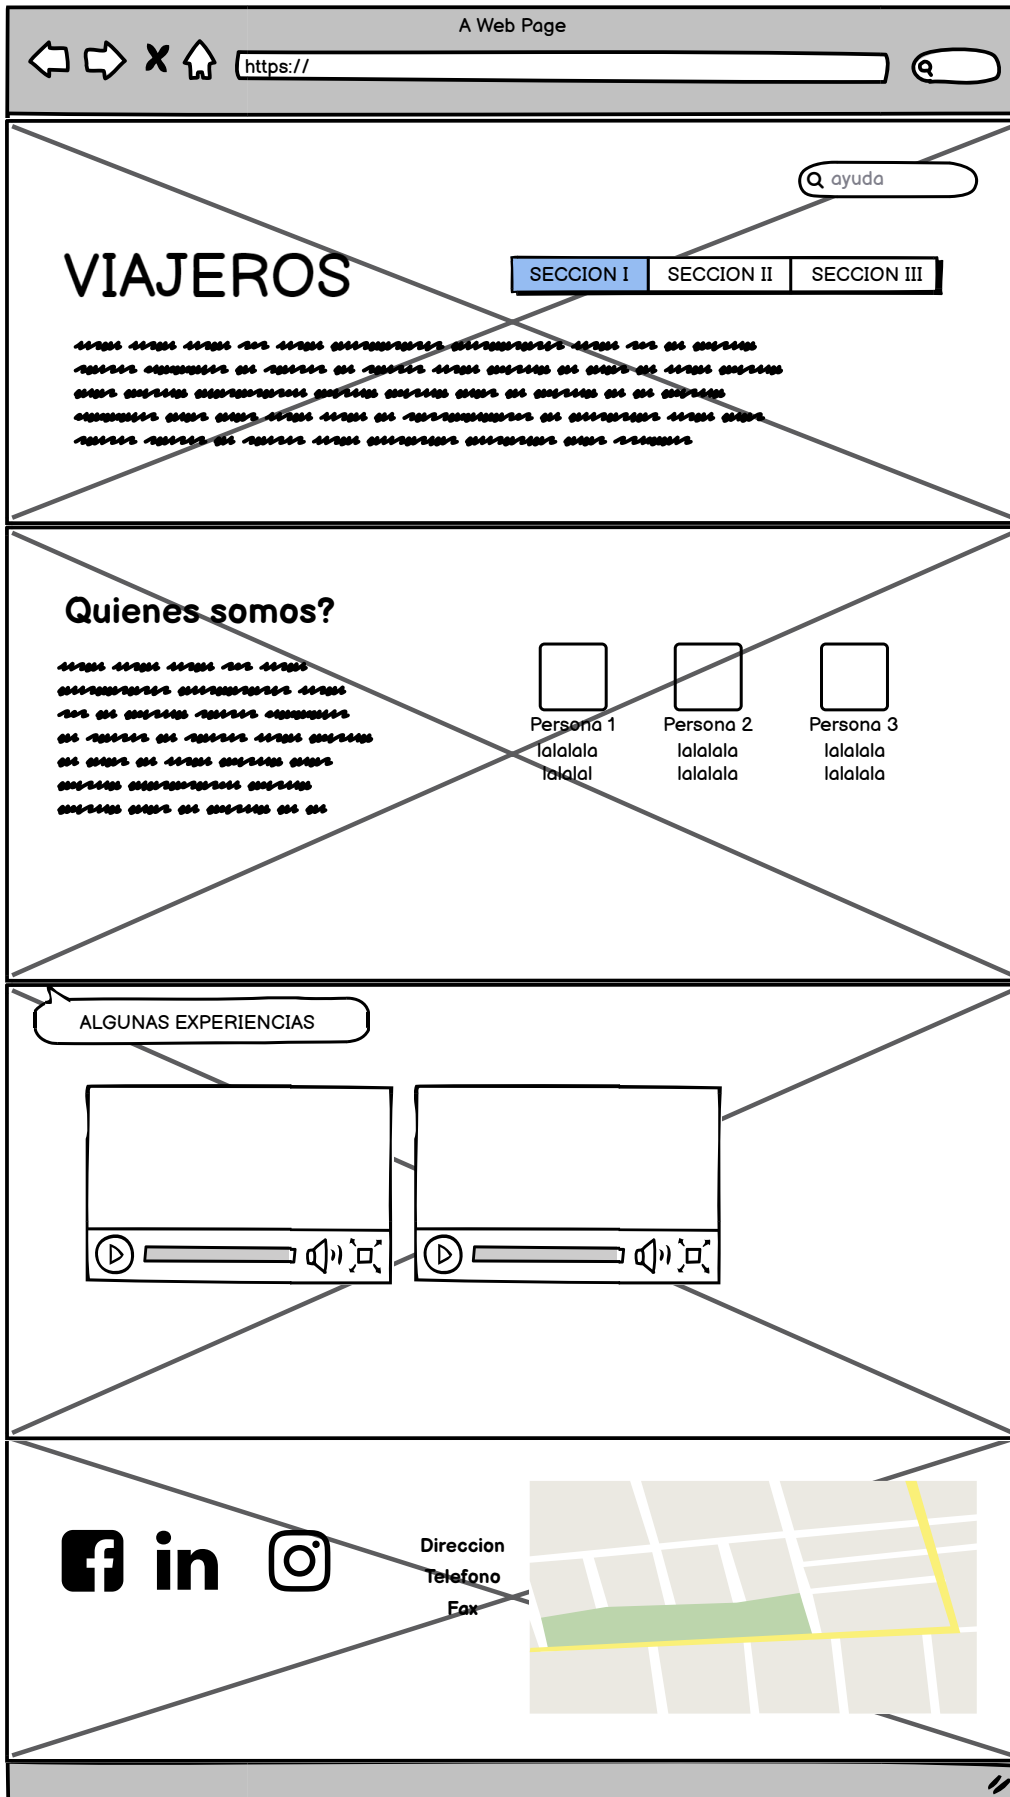 A Web Page
https://
ayuda
VIAJEROS
SECCION I SECCION II SECCION III
Quienes somos?
Persona 1 Persona 2 Persona 3
lalalala lalalala lalalala
lalalal lalalala lalalala
ALGUNAS EXPERIENCIAS
Direccion
Telefono
Fax